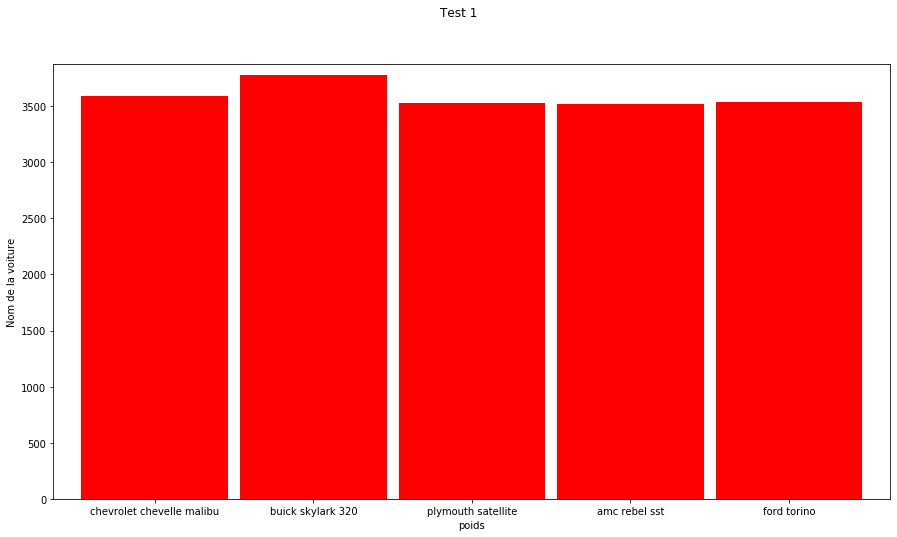 Test 1
Nom de la voiture
3500
3000
2500
2000
1500
1000
500
0
chevrolet chevelle malibu buick skylark 320 plymouth satellite amc rebel sst ford torino
poids